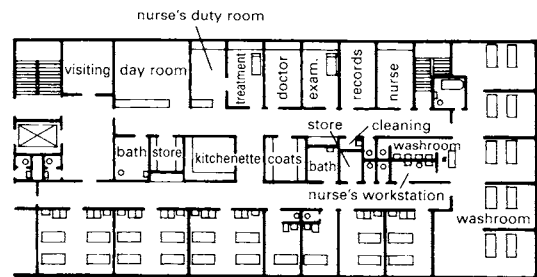 nurse's duty room
visiting
day room
treatment
doctor
exam.
records
nurse
store
cleaning
bath
store
kitchenette
coats
bath
washroom
nurse's workstation
washroom